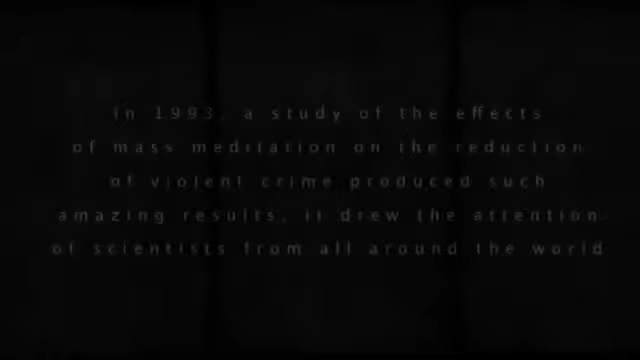 In 1993, a study of the effects
of mass meditation on the reduction
of violent crime produced such
amazing results, it drew the attention
of scientists from all around the world